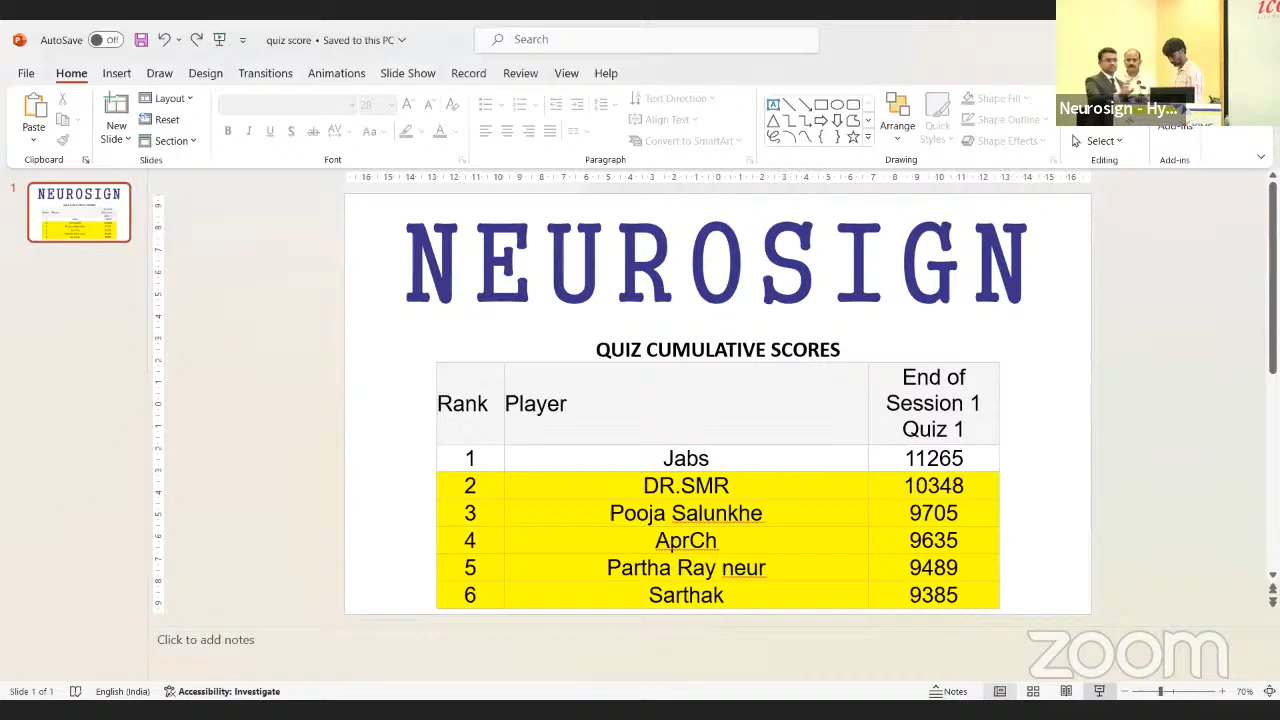 AutoSave Off quiz score • Saved to this PC Search
File Home Insert Draw Design Transitions Animations Slide Show Record Review View Help
Paste
Clipboard
New Slide
Layout
Reset
Section
Slides
28
Font
Text Direction
Align Text
Convert to SmartArt
Paragraph
Arrange
Quick Styles
Shape Fill
Shape Outline
Shape Effects
Drawing
Select
Editing
Add-ins
Neurosign - Hy...
1
NEUROSIGN
QUIZ CUMULATIVE SCORES
Rank Player End of Session 1 Quiz 1
1 Jabs 11265
2 DR.SMR 10348
3 Pooja Salunkhe 9705
4 AprCh 9635
5 Partha Ray neur 9489
6 Sarthak 9385
Click to add notes
zoom
Slide 1 of 1 English (India) Accessibility: Investigate Notes 70%